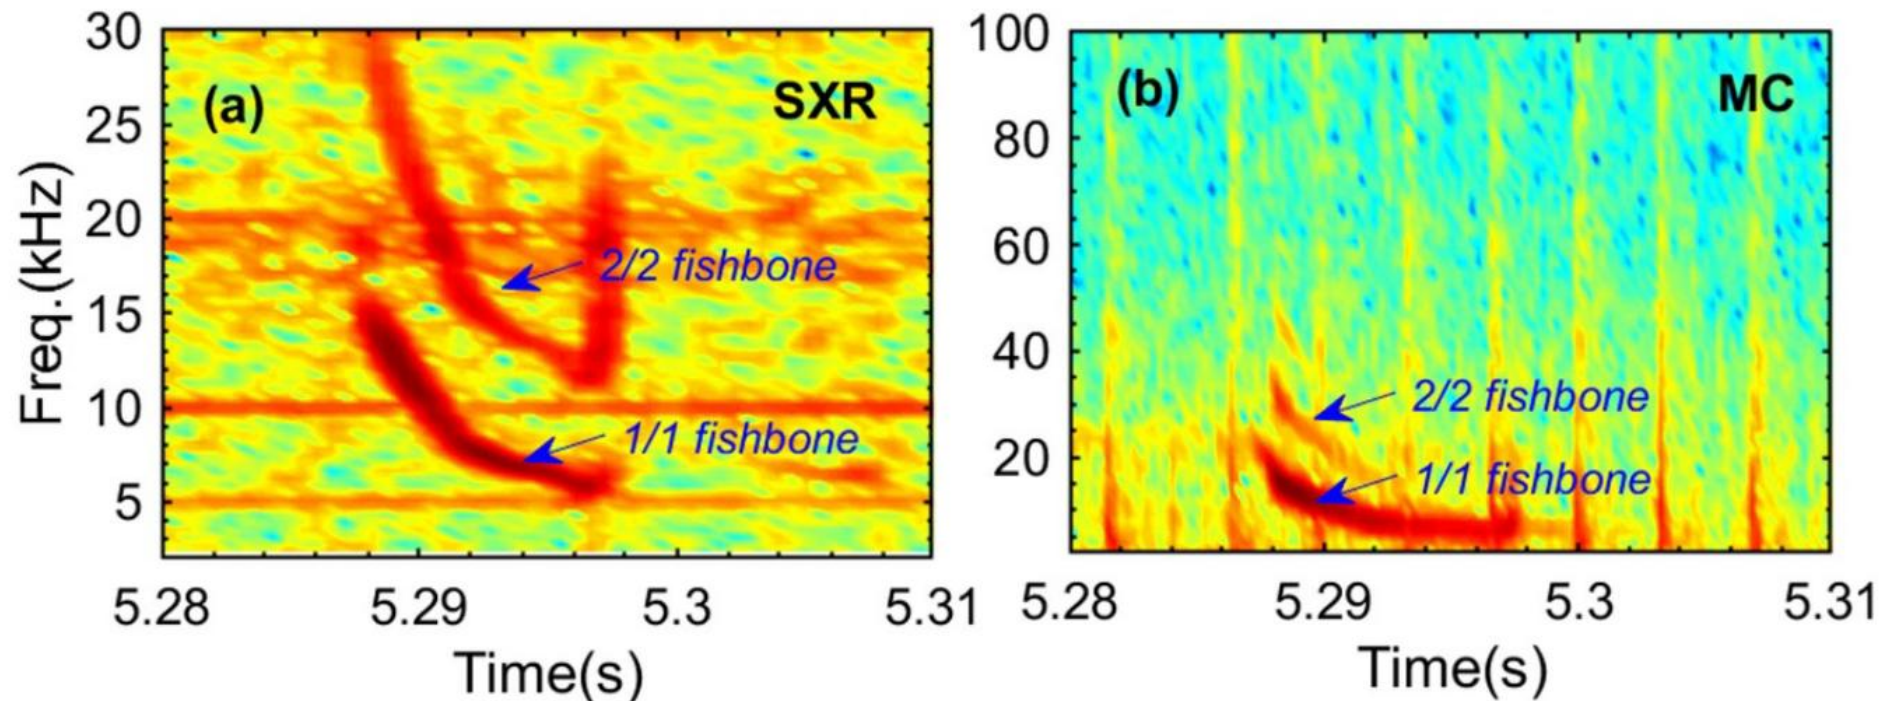 30
25
20
15
10
5
Freq.(kHz)
(a)
SXR
2/2 fishbone
1/1 fishbone
5.28 5.29 5.3 5.31
Time(s)
100
80
60
40
20
(b)
MC
2/2 fishbone
1/1 fishbone
5.28 5.29 5.3 5.31
Time(s)